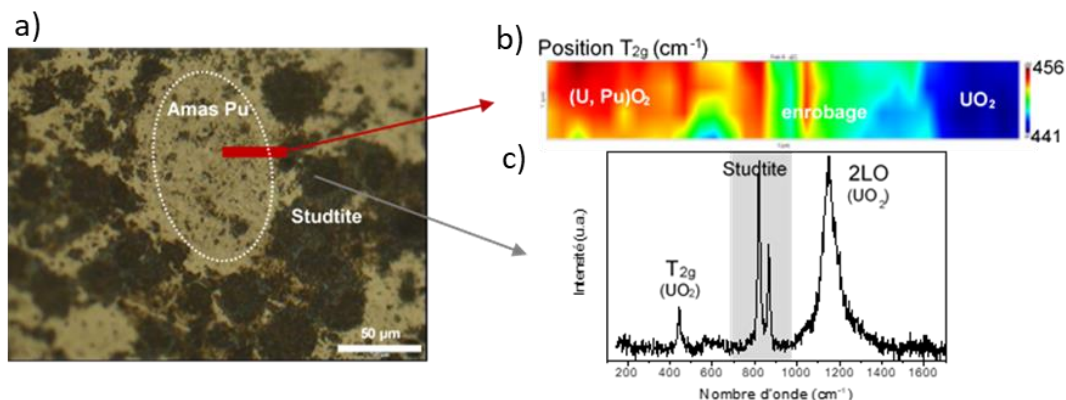 a)
Amas Pu
Studtite
50 µm
b)
Position T2g (cm-1)
(U, Pu)O2
enrobage
UO2
456
441
c)
Studtite
2LO
(UO2)
T2g
(UO2)
Intensité (u.a.)
200 400 600 800 1000 1200 1400 1600
Nombre d'onde (cm-1)